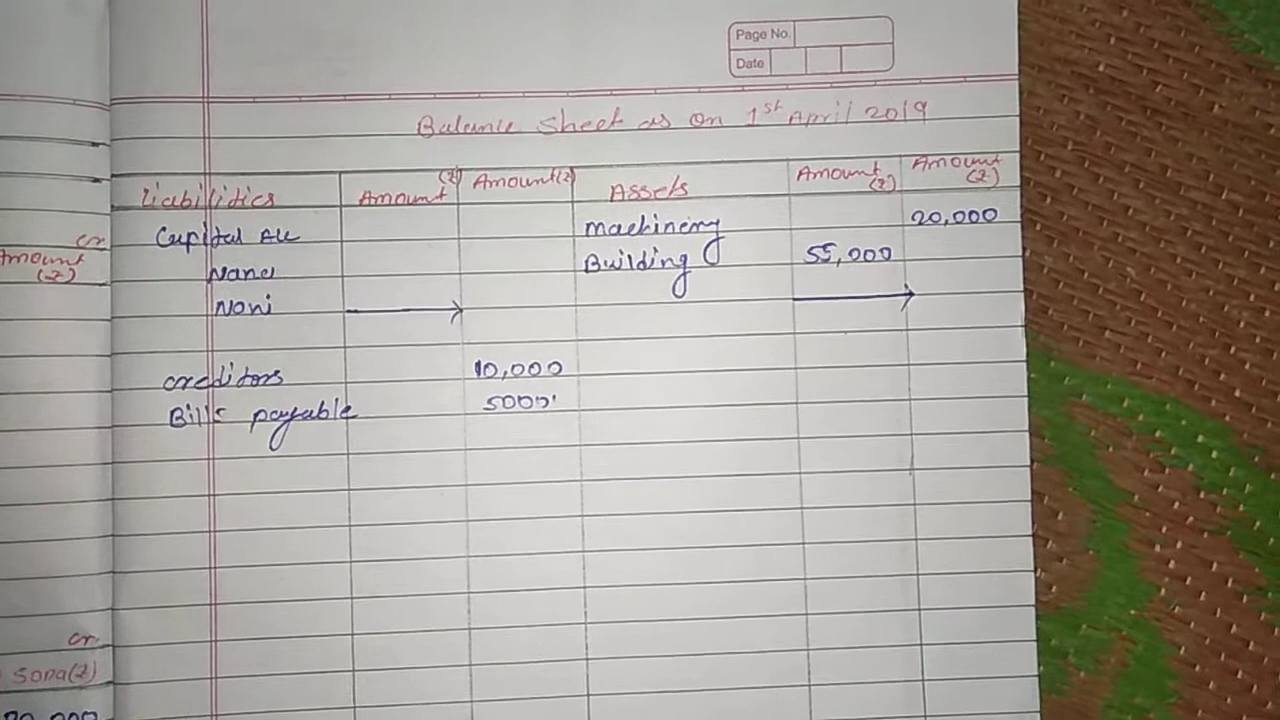 Page No.
Date
Balance Sheet as on 1st April 2019
Liabilities Amount (₹) Amount (₹) Assets Amount (₹) Amount (₹)
Capital A/c Machinery 20,000
Nana Building 55,000
Noni
Creditors 10,000
Bills payable 5000
cr
Amount
(₹)
cr
Sona (₹)